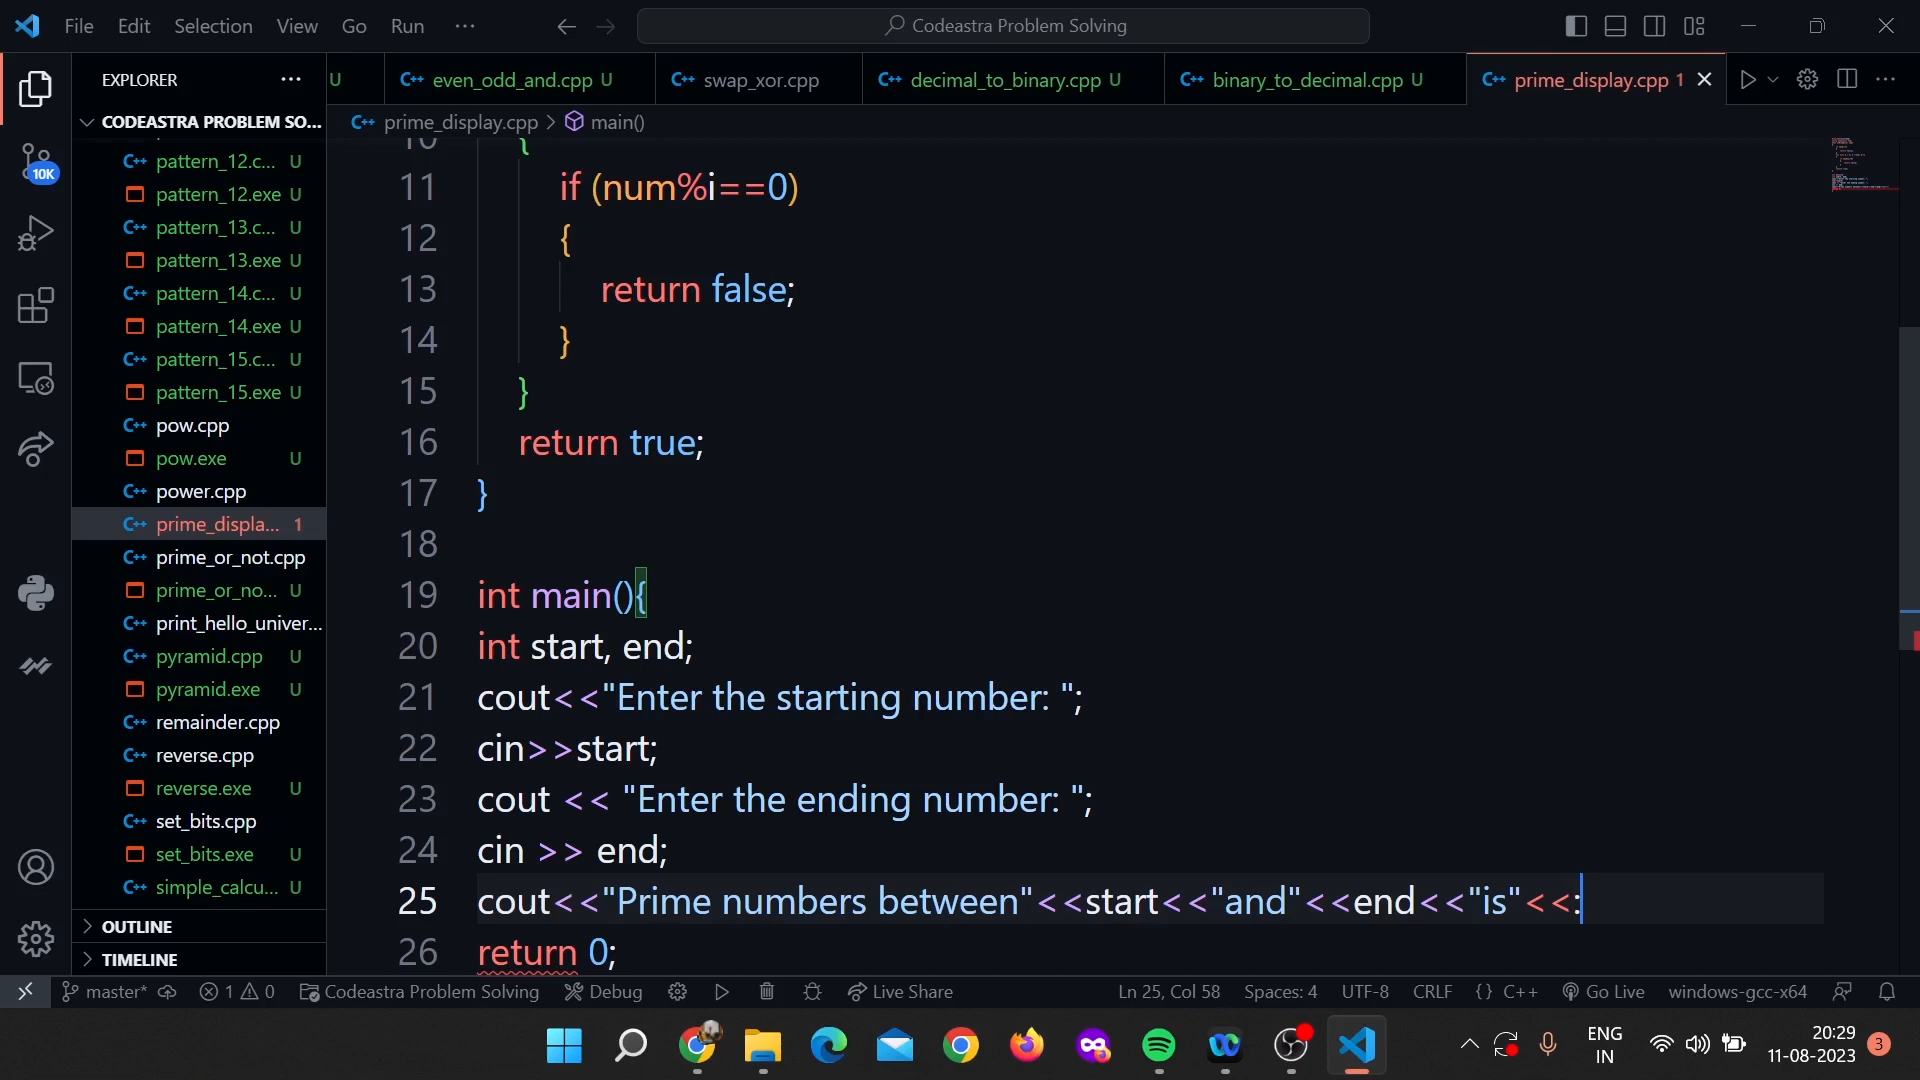 File Edit Selection View Go Run ··· Codeastra Problem Solving
EXPLORER ···
U even_odd_and.cpp U swap_xor.cpp decimal_to_binary.cpp U binary_to_decimal.cpp U prime_display.cpp 1
CODEASTRA PROBLEM SO...
prime_display.cpp > main()
pattern_12.c... U
pattern_12.exe U
pattern_13.c... U
pattern_13.exe U
pattern_14.c... U
pattern_14.exe U
pattern_15.c... U
pattern_15.exe U
pow.cpp
pow.exe U
power.cpp
prime_displa... 1
prime_or_not.cpp
prime_or_no... U
print_hello_univer...
pyramid.cpp U
pyramid.exe U
remainder.cpp
reverse.cpp
reverse.exe U
set_bits.cpp
set_bits.exe U
simple_calcu... U
OUTLINE
TIMELINE
10K
10 {
11 if (num%i==0)
12 {
13 return false;
14 }
15 }
16 return true;
17 }
18
19 int main(){
20 int start, end;
21 cout<<"Enter the starting number: ";
22 cin>>start;
23 cout << "Enter the ending number: ";
24 cin >> end;
25 cout<<"Prime numbers between"<<start<<"and"<<end<<"is"<<:
26 return 0;
master* 1 0 Codeastra Problem Solving Debug Live Share Ln 25, Col 58 Spaces: 4 UTF-8 CRLF {} C++ Go Live windows-gcc-x64
ENG
IN
20:29
11-08-2023
3